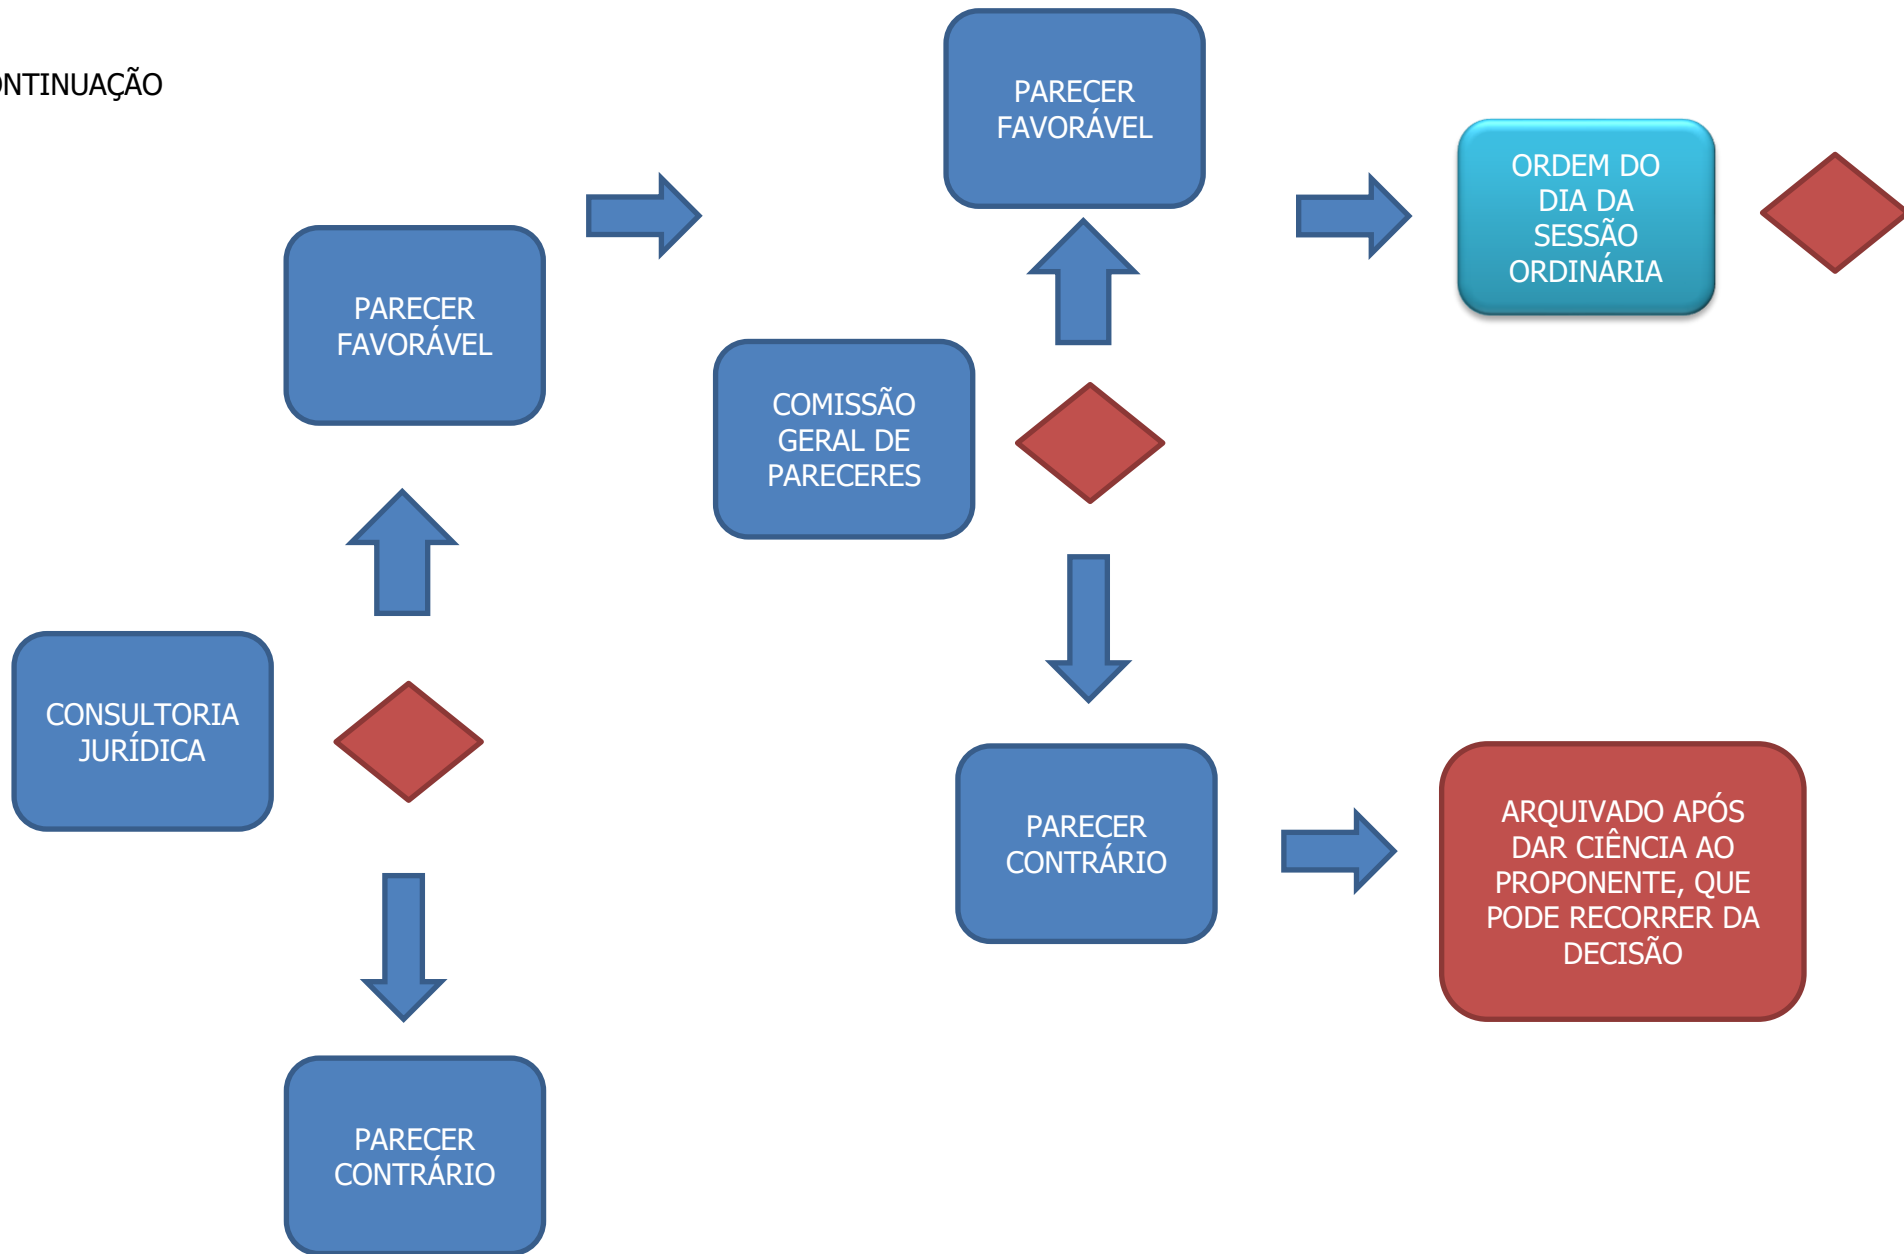 ONTINUAÇÃO
PARECER
FAVORÁVEL
ORDEM DO
DIA DA
SESSÃO
ORDINÁRIA
PARECER
FAVORÁVEL
COMISSÃO
GERAL DE
PARECERES
CONSULTORIA
JURÍDICA
PARECER
CONTRÁRIO
ARQUIVADO APÓS
DAR CIÊNCIA AO
PROPONENTE, QUE
PODE RECORRER DA
DECISÃO
PARECER
CONTRÁRIO